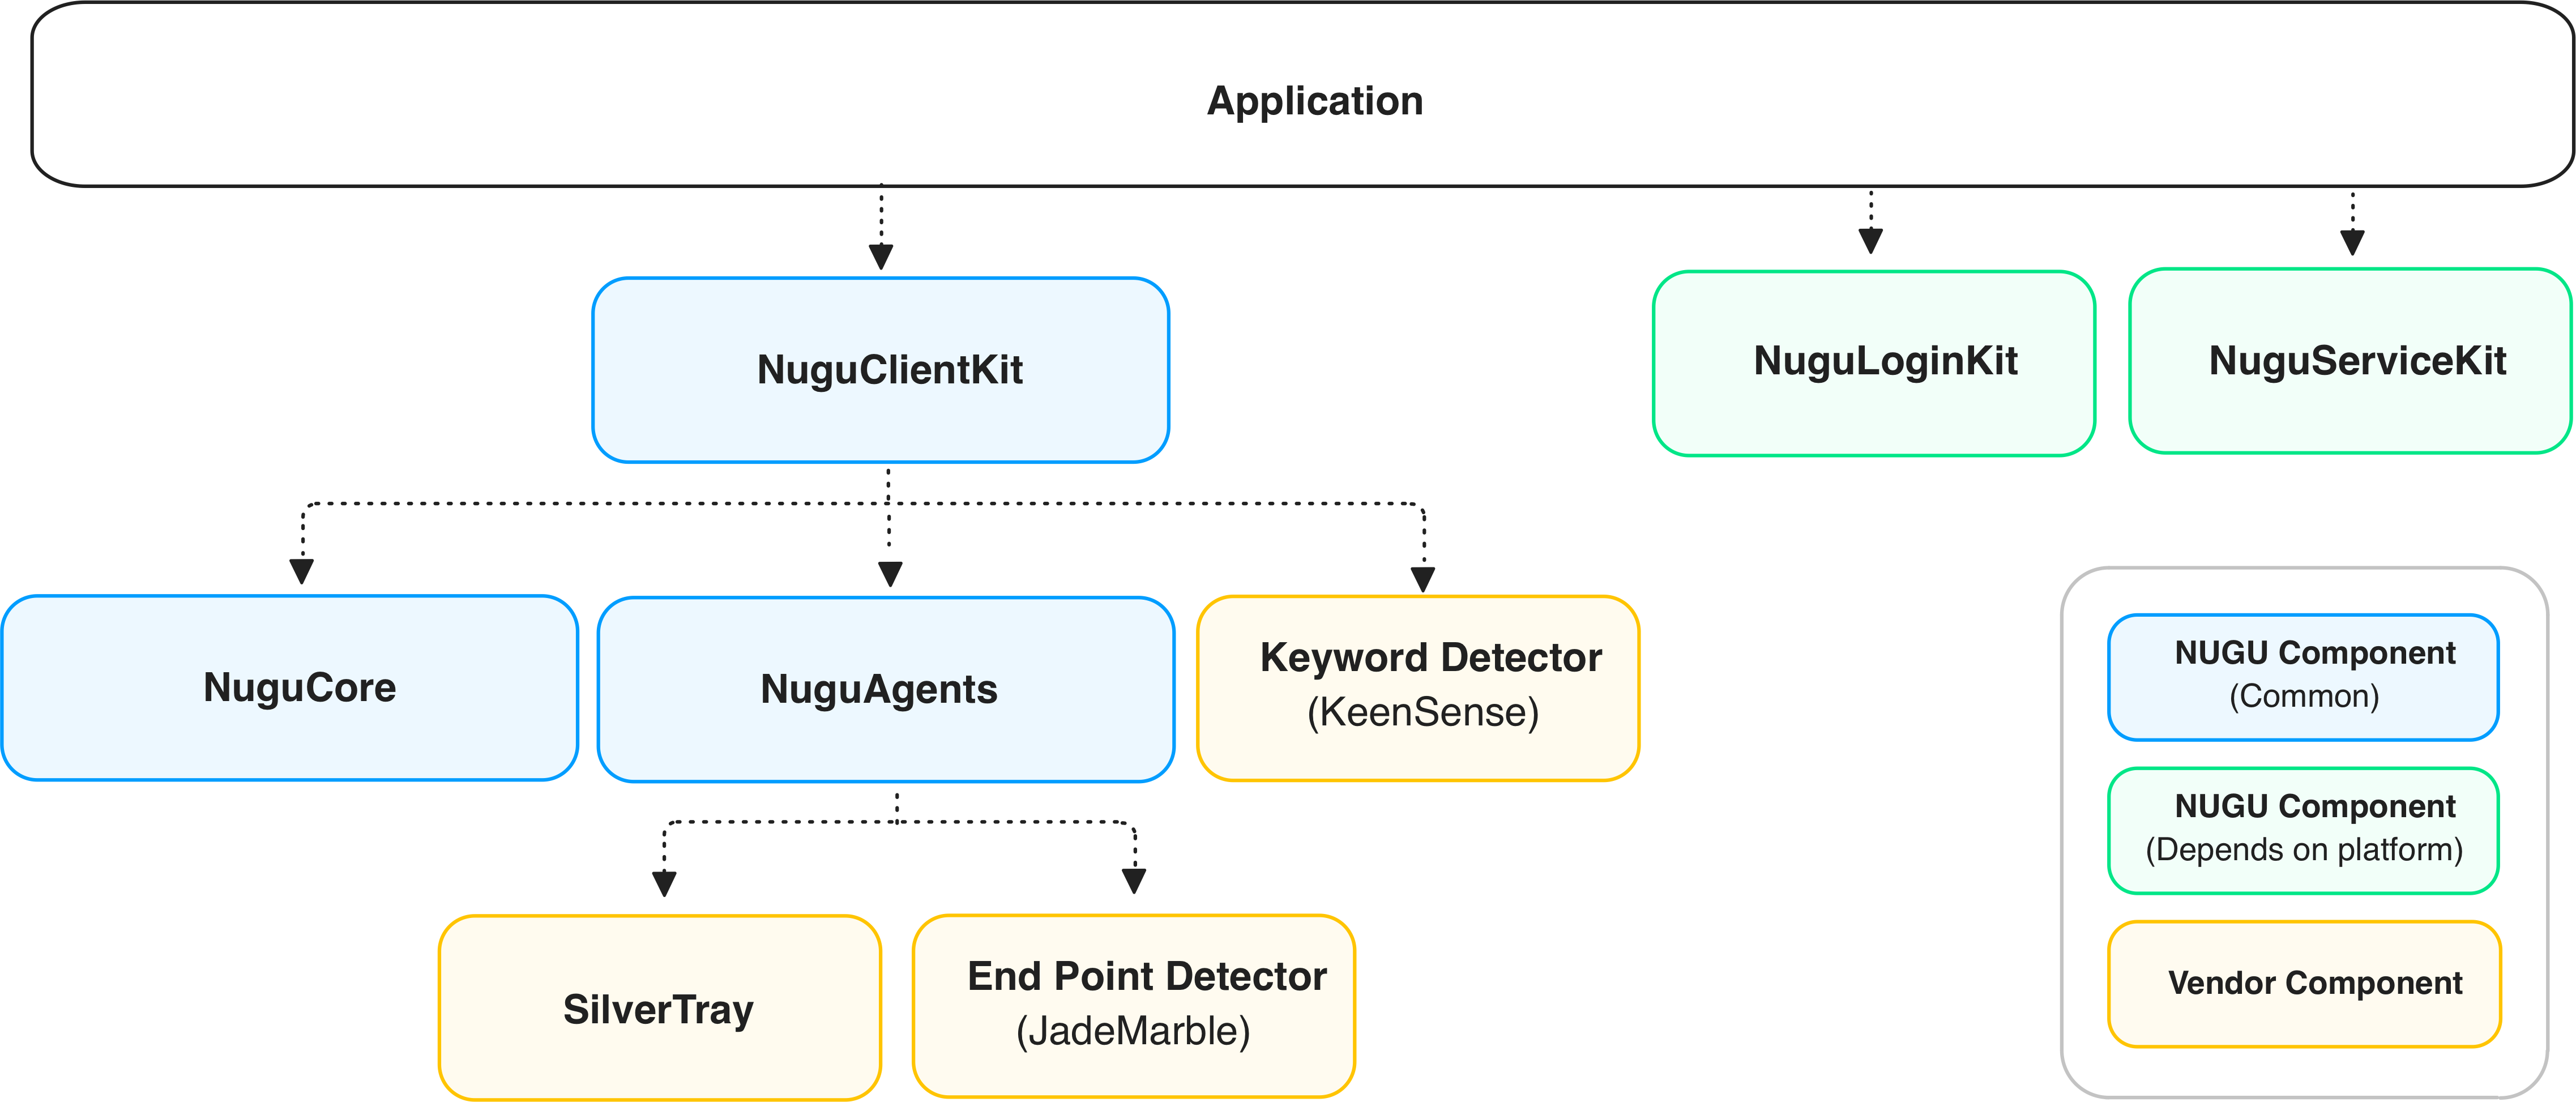 Application
NuguClientKit
NuguLoginKit
NuguServiceKit
NuguCore
NuguAgents
Keyword Detector
(KeenSense)
SilverTray
End Point Detector
(JadeMarble)
NUGU Component
(Common)
NUGU Component
(Depends on platform)
Vendor Component